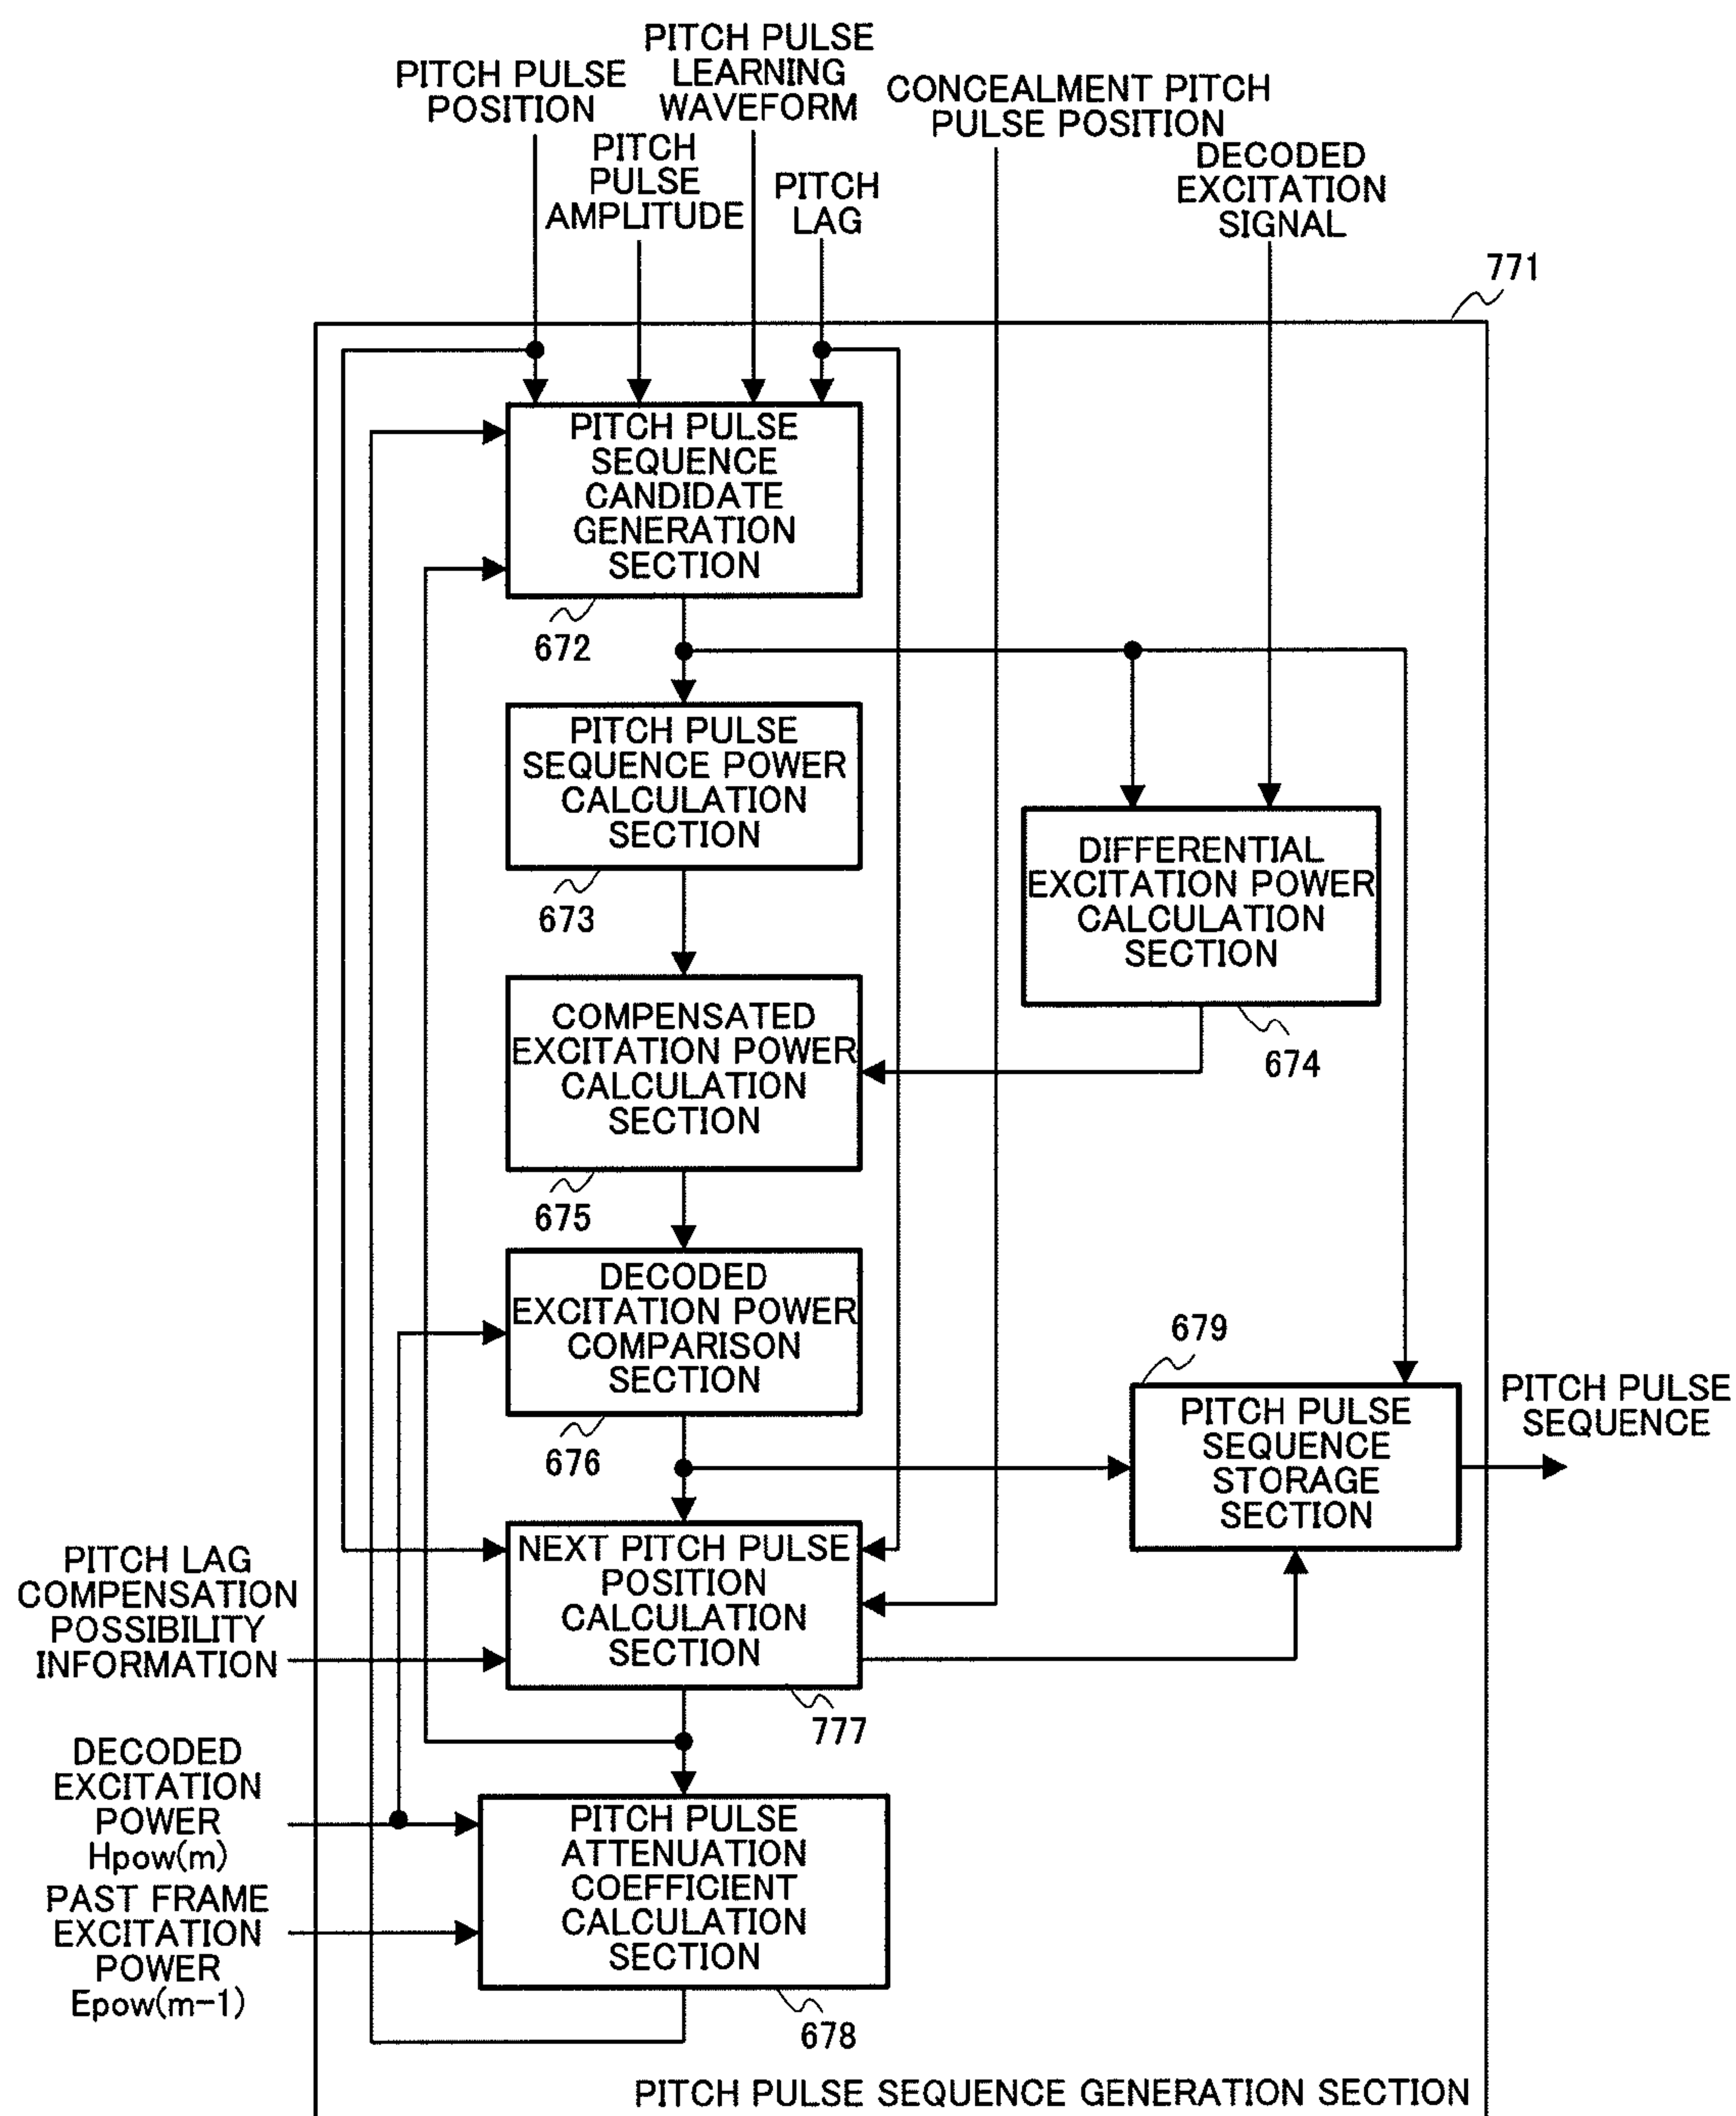 PITCH PULSE
POSITION
PITCH
PULSE
AMPLITUDE
PITCH PULSE
LEARNING
WAVEFORM
PITCH
LAG
CONCEALMENT PITCH
PULSE POSITION
DECODED
EXCITATION
SIGNAL
771
PITCH PULSE
SEQUENCE
CANDIDATE
GENERATION
SECTION
672
PITCH PULSE
SEQUENCE POWER
CALCULATION
SECTION
673
DIFFERENTIAL
EXCITATION POWER
CALCULATION
SECTION
674
COMPENSATED
EXCITATION POWER
CALCULATION
SECTION
675
DECODED
EXCITATION POWER
COMPARISON
SECTION
676
679
PITCH PULSE
SEQUENCE
STORAGE
SECTION
PITCH PULSE
SEQUENCE
PITCH LAG
COMPENSATION
POSSIBILITY
INFORMATION
NEXT PITCH PULSE
POSITION
CALCULATION
SECTION
777
DECODED
EXCITATION
POWER
Hpow(m)
PAST FRAME
EXCITATION
POWER
Epow(m-1)
PITCH PULSE
ATTENUATION
COEFFICIENT
CALCULATION
SECTION
678
PITCH PULSE SEQUENCE GENERATION SECTION